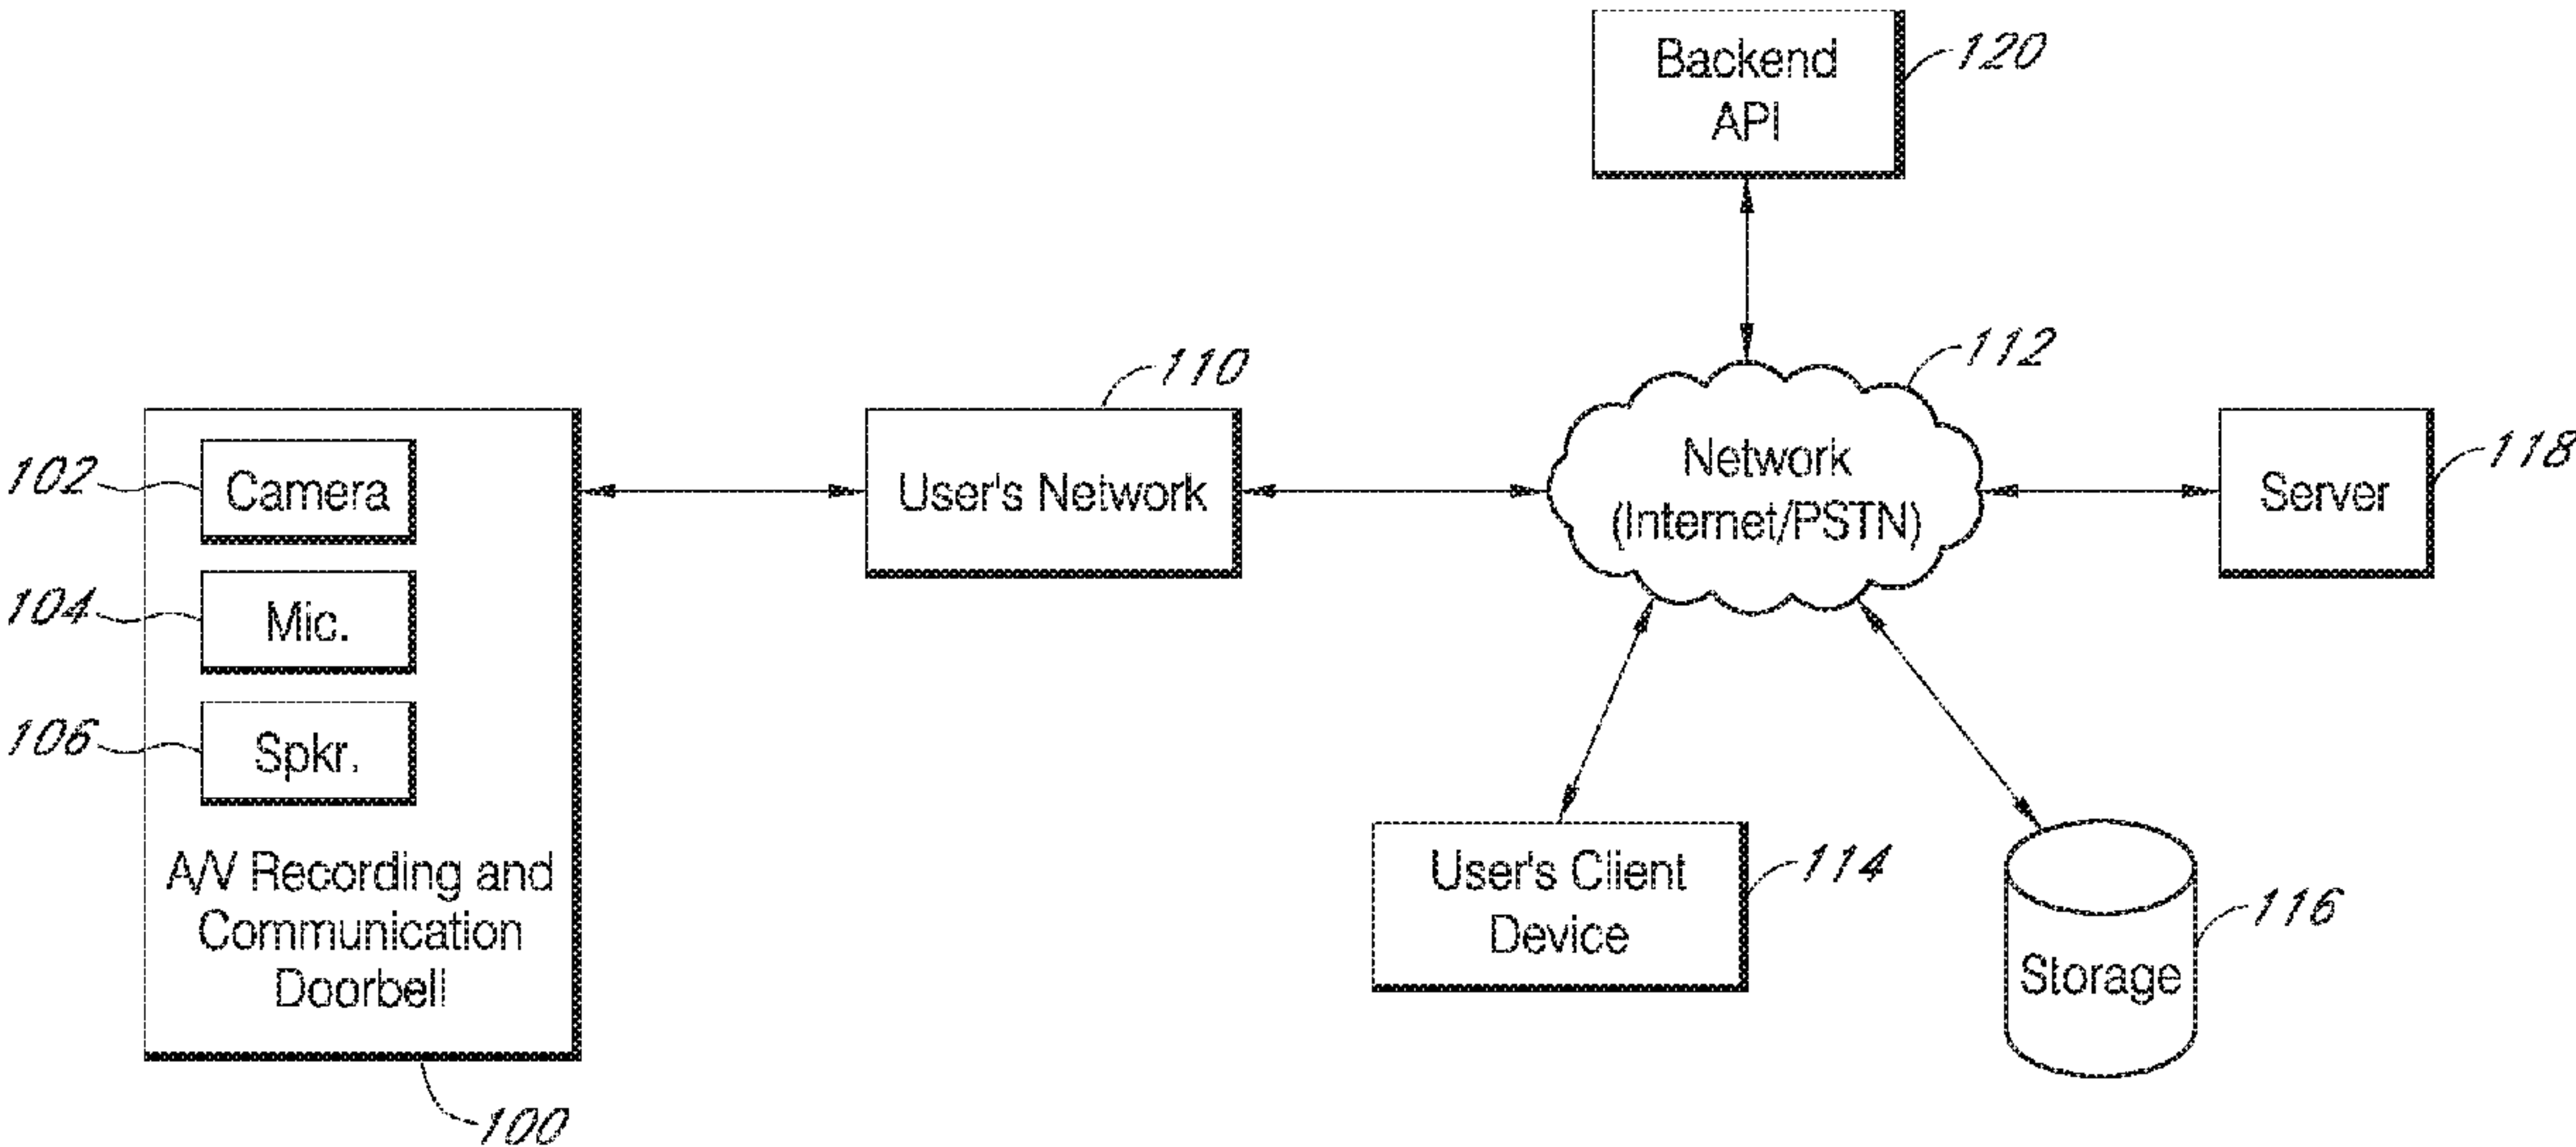 Backend
API
120
112
110
Network
(Internet/PSTN)
118
Server
User's Network
102
Camera
104
Mic.
106
Spkr.
A/V Recording and
Communication
Doorbell
100
User's Client
Device
114
116
Storage